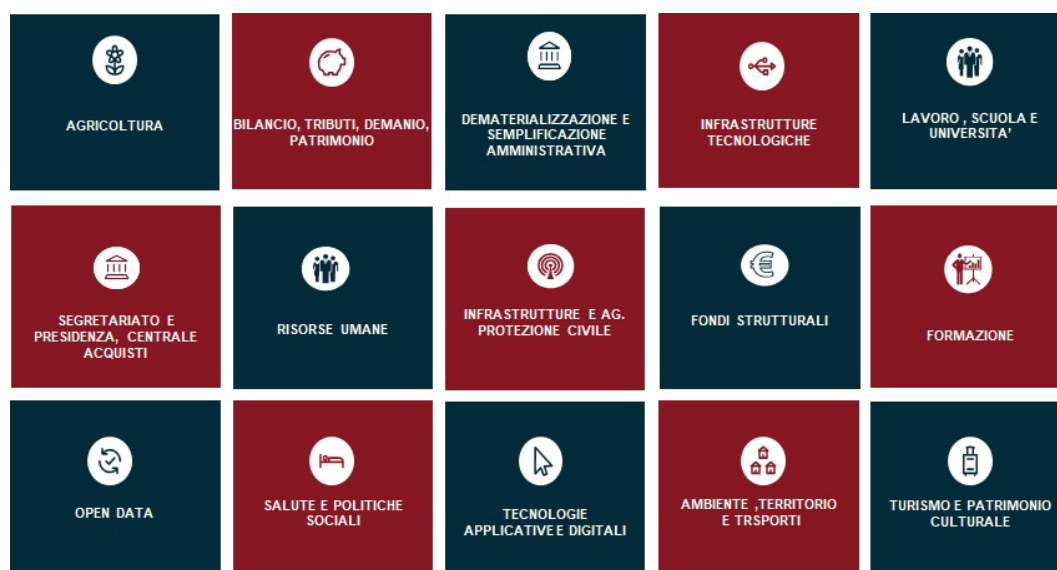 AGRICOLTURA
BILANCIO, TRIBUTI, DEMANIO,
PATRIMONIO
DEMATERIALIZZAZIONE E
SEMPLIFICAZIONE
AMMINISTRATIVA
INFRASTRUTTURE
TECNOLOGICHE
LAVORO , SCUOLA E
UNIVERSITA’
SEGRETARIATO E
PRESIDENZA, CENTRALE
ACQUISTI
RISORSE UMANE
INFRASTRUTTURE E AG.
PROTEZIONE CIVILE
FONDI STRUTTURALI
FORMAZIONE
OPEN DATA
SALUTE E POLITICHE
SOCIALI
TECNOLOGIE
APPLICATIVE E DIGITALI
AMBIENTE ,TERRITORIO
E TRSPORTI
TURISMO E PATRIMONIO
CULTURALE